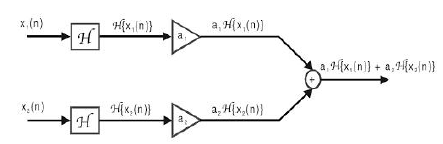 x₁(n)
ℋ
ℋ{x₁(n)}
a₁
a₁ℋ{x₁(n)}
+
a₁ℋ{x₁(n)} + a₂ℋ{x₂(n)}
x₂(n)
ℋ
ℋ{x₂(n)}
a₂
a₂ℋ{x₂(n)}